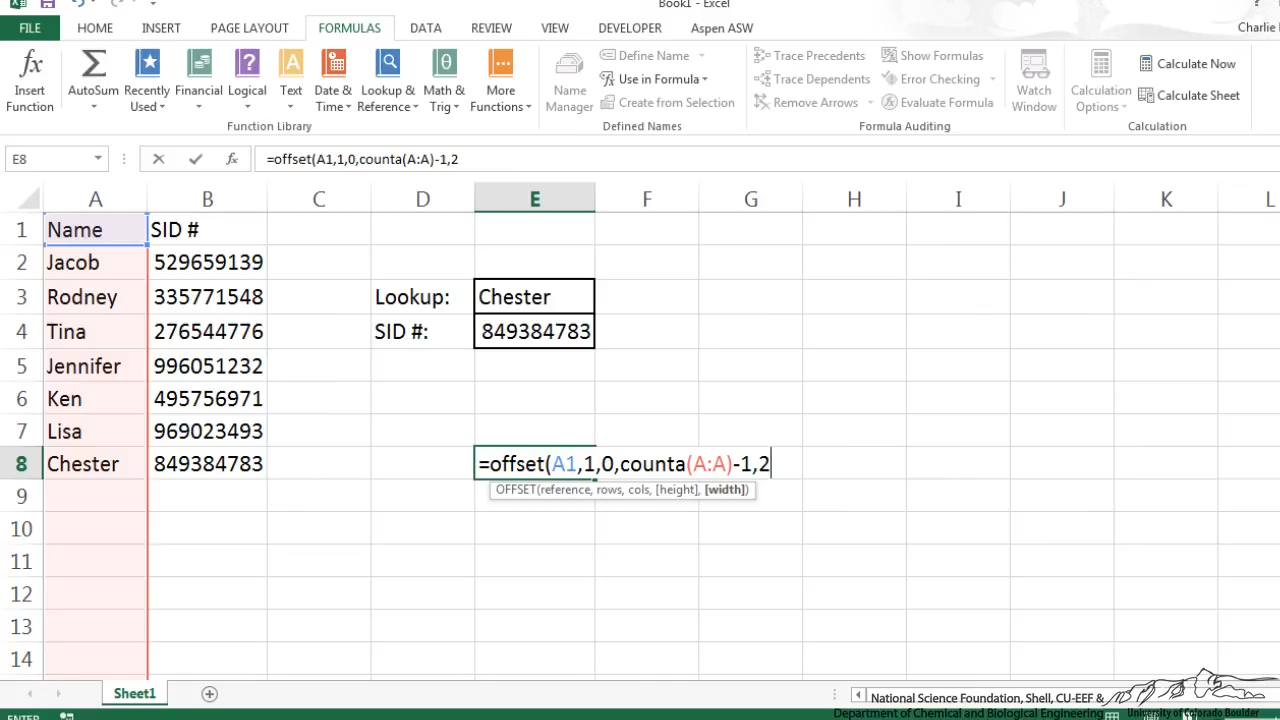 Book1 - Excel
FILE HOME INSERT PAGE LAYOUT FORMULAS DATA REVIEW VIEW DEVELOPER Aspen ASW
Charlie
fx Insert Function
Σ AutoSum
Recently Used
Financial
Logical
A Text
Date & Time
Lookup & Reference
θ Math & Trig
More Functions
Function Library
Name Manager
Define Name
Use in Formula
Create from Selection
Defined Names
Trace Precedents
Trace Dependents
Remove Arrows
Show Formulas
Error Checking
Evaluate Formula
Formula Auditing
Watch Window
Calculation Options
Calculate Now
Calculate Sheet
Calculation
E8 fx =offset(A1,1,0,counta(A:A)-1,2
A B C D E F G H I J K L
1 Name SID #
2 Jacob 529659139
3 Rodney 335771548 Lookup: Chester
4 Tina 276544776 SID #: 849384783
5 Jennifer 996051232
6 Ken 495756971
7 Lisa 969023493
8 Chester 849384783 =offset(A1,1,0,counta(A:A)-1,2
OFFSET(reference, rows, cols, [height], [width])
9
10
11
12
13
14
Sheet1
National Science Foundation, Shell, CU-EEF &
Department of Chemical and Biological Engineering University of Colorado Boulder
ENTER